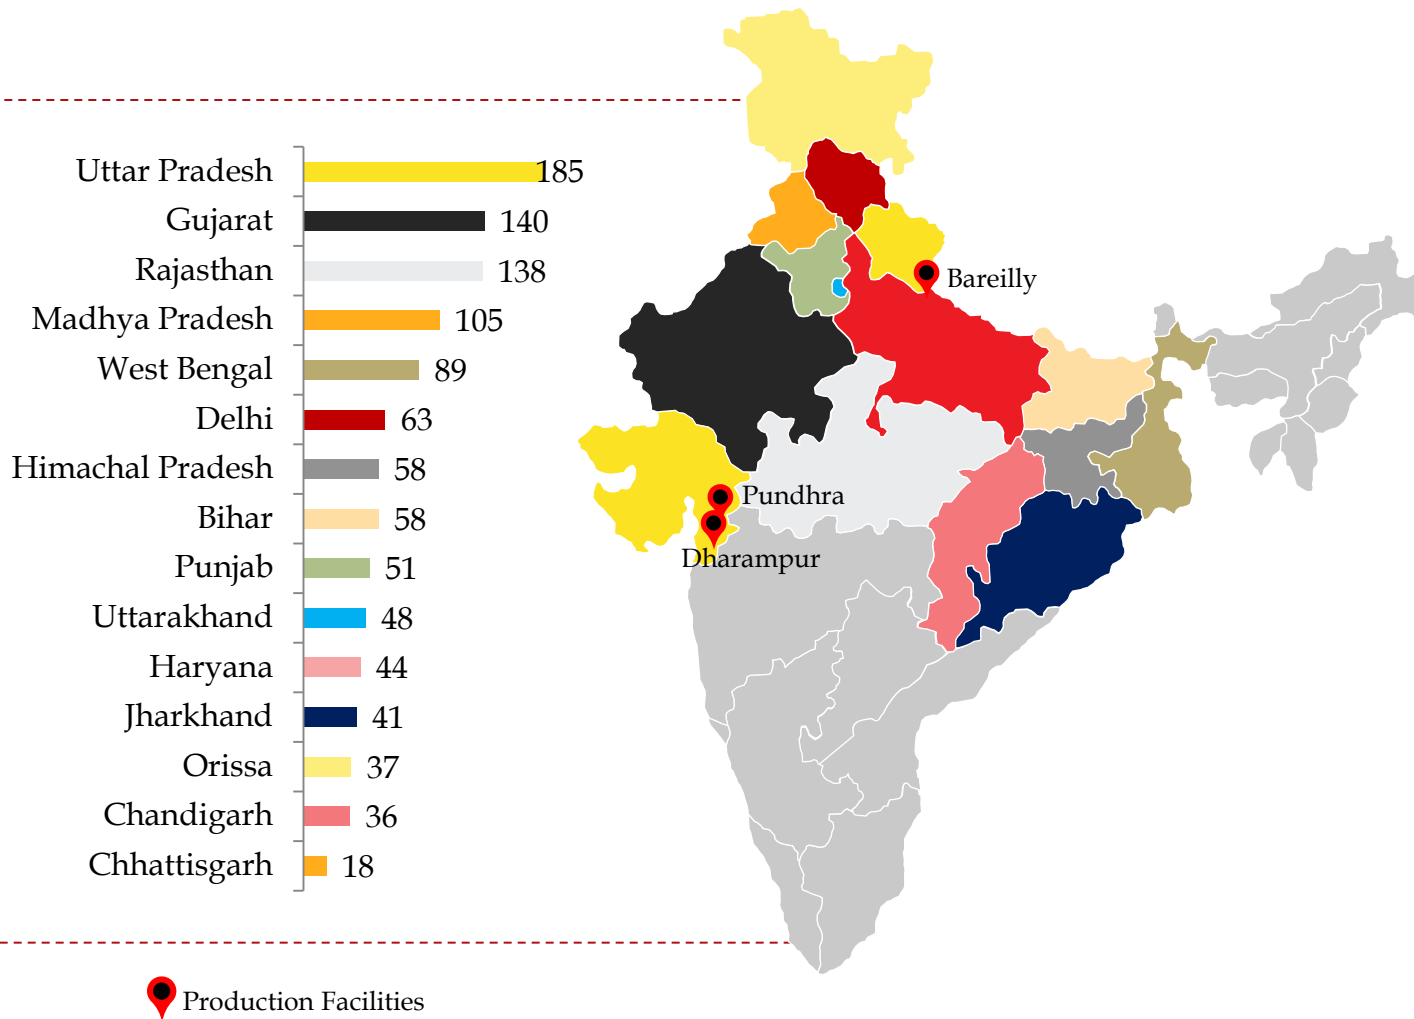 Uttar Pradesh 185
Gujarat 140
Rajasthan 138
Madhya Pradesh 105
West Bengal 89
Delhi 63
Himachal Pradesh 58
Bihar 58
Punjab 51
Uttarakhand 48
Haryana 44
Jharkhand 41
Orissa 37
Chandigarh 36
Chhattisgarh 18
Bareilly
Pundhra
Dharampur
Production Facilities